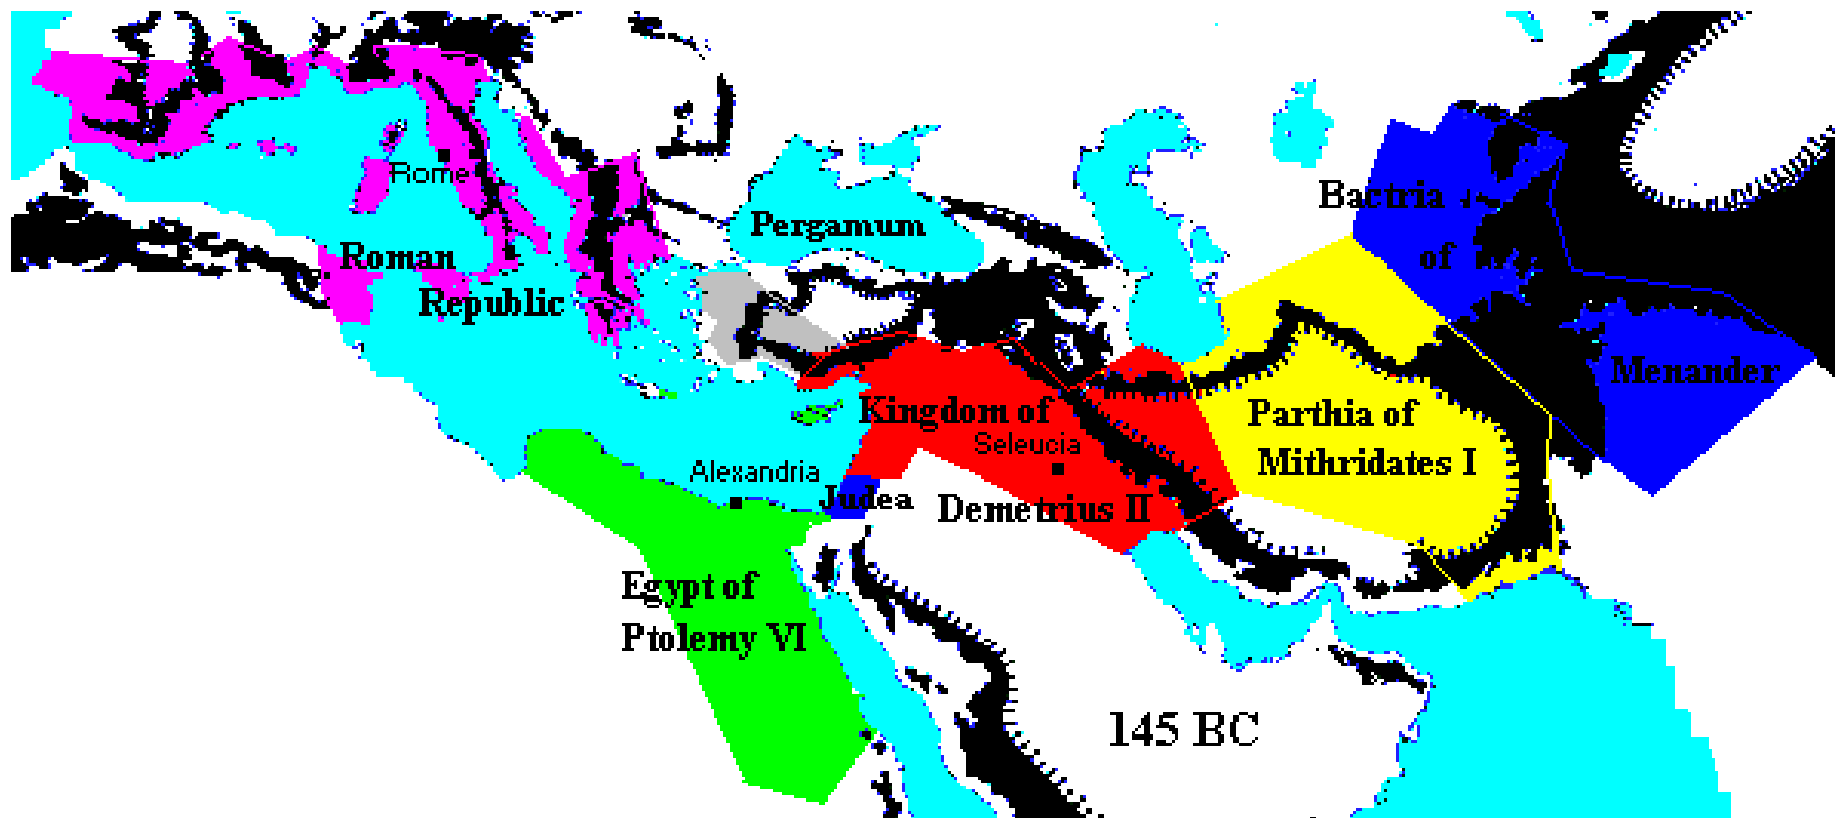 Rome
Roman
Republic
Pergamum
Bactria
of
Menander
Kingdom of
Seleucia
Demetrius II
Parthia of
Mithridates I
Alexandria
Judea
Egypt of
Ptolemy VI
145 BC